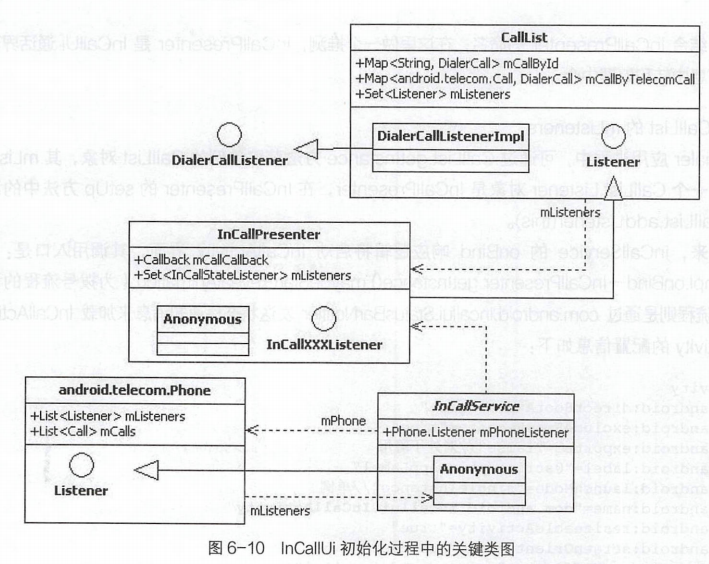 CallList
+Map<String, DialerCall> mCallById
+Map<android.telecom.Call, DialerCall> mCallByTelecomCall
+Set<Listener> mListeners
DialerCallListenerImpl
DialerCallListener
Listener
mListeners
InCallPresenter
+Callback mCallCallback
+Set<InCallStateListener> mListeners
Anonymous
InCallXXXListener
android.telecom.Phone
+List<Listener> mListeners
+List<Call> mCalls
Listener
mPhone
InCallService
+Phone.Listener mPhoneListener
Anonymous
mListeners
图 6-10 InCallUi 初始化过程中的关键类图